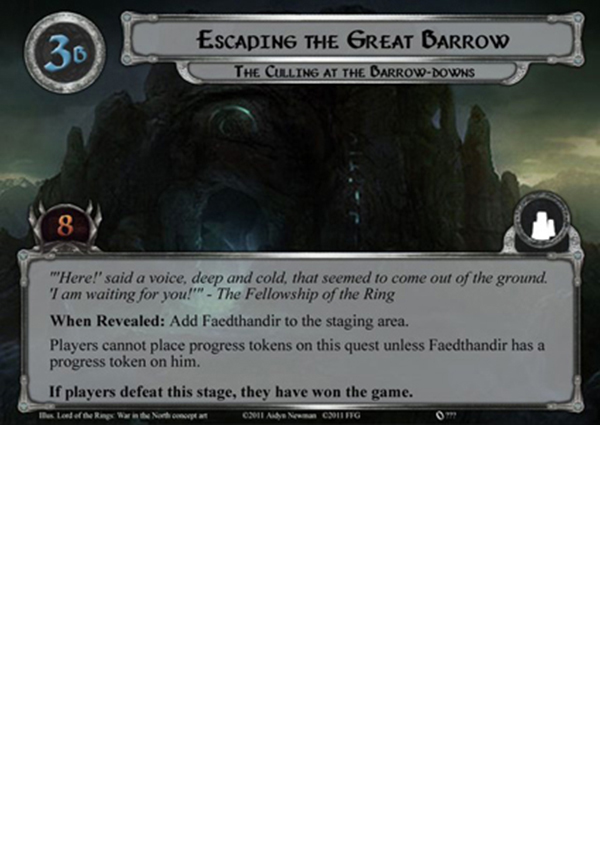 3B
ESCAPING THE GREAT BARROW
THE CULLING AT THE BARROW-DOWNS
8
"'Here!' said a voice, deep and cold, that seemed to come out of the ground.
'I am waiting for you!'" - The Fellowship of the Ring
When Revealed: Add Faedthandir to the staging area.
Players cannot place progress tokens on this quest unless Faedthandir has a
progress token on him.
If players defeat this stage, they have won the game.
Illus. Lord of the Rings: War in the North concept art ©2011 Aidyn Newman ©2011 FFG ???